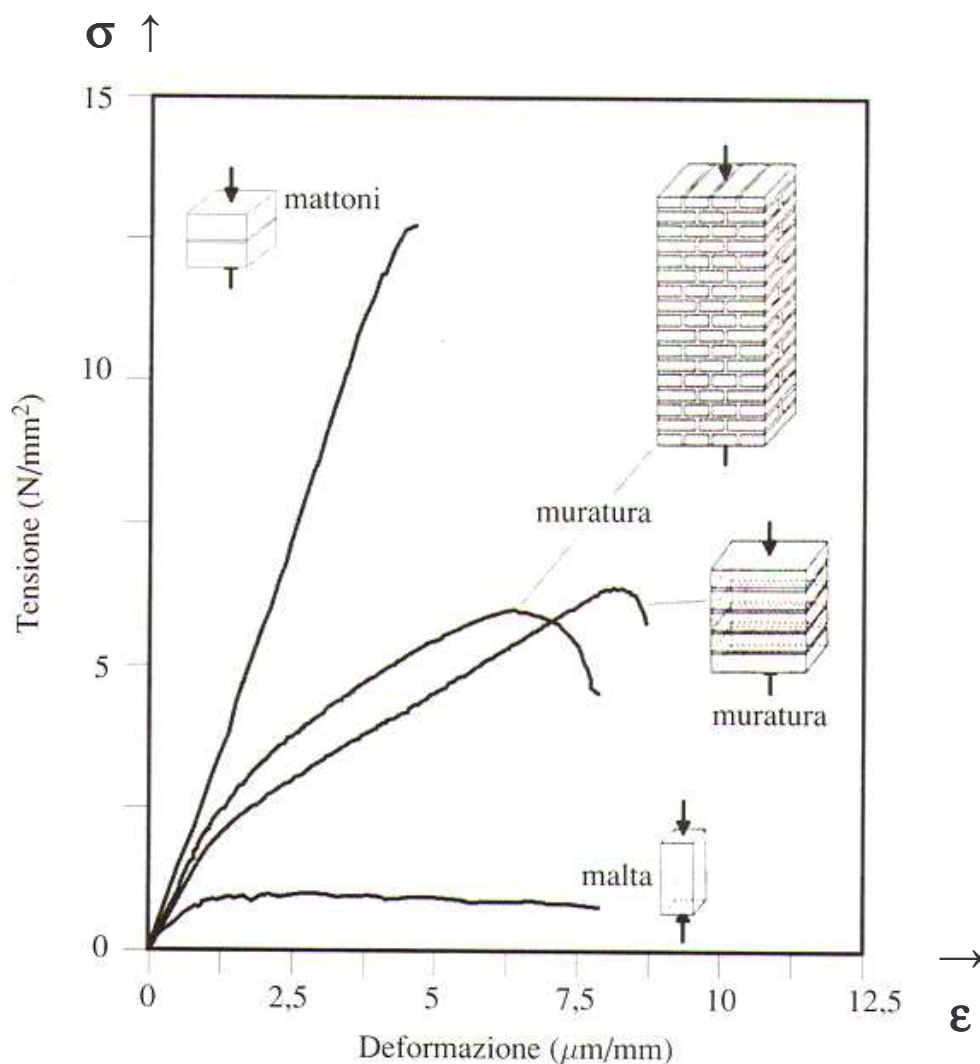 σ ↑
15
mattoni
10
Tensione (N/mm²)
muratura
5
muratura
malta
0
→
0 2,5 5 7,5 10 12,5
ε
Deformazione (μm/mm)